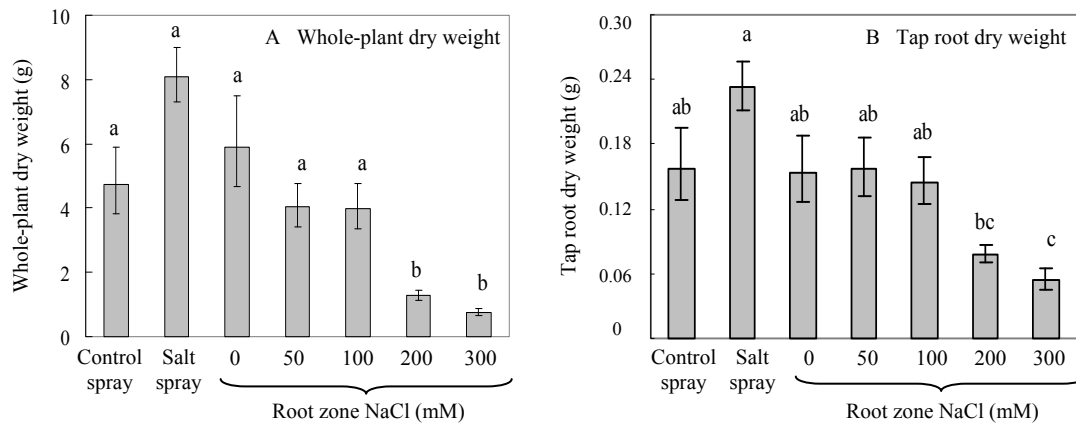 A Whole-plant dry weight
Whole-plant dry weight (g)
10
8
6
4
2
0
a
a
a
a
a
b
b
Control spray
Salt spray
0
50
100
200
300
Root zone NaCl (mM)
B Tap root dry weight
Tap root dry weight (g)
0.30
0.24
0.18
0.12
0.06
0
ab
a
ab
ab
ab
bc
c
Control spray
Salt spray
0
50
100
200
300
Root zone NaCl (mM)